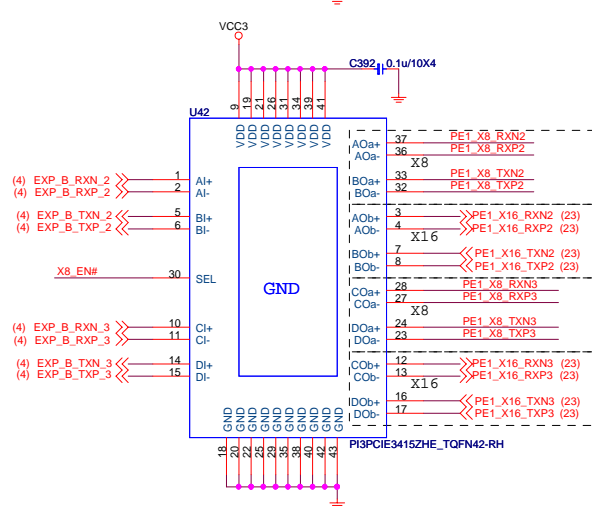 VCC3
C392 0.1u/10X4
U42
9 19 21 26 31 34 39 41
VDD VDD VDD VDD VDD VDD VDD VDD
(4) EXP_B_RXN_2 1 AI+
(4) EXP_B_RXP_2 2 AI-
(4) EXP_B_TXN_2 5 BI+
(4) EXP_B_TXP_2 6 BI-
X8_EN# 30 SEL
(4) EXP_B_RXN_3 10 CI+
(4) EXP_B_RXP_3 11 CI-
(4) EXP_B_TXN_3 14 DI+
(4) EXP_B_TXP_3 15 DI-
GND
AOa+ 37 PE1_X8_RXN2
AOa- 36 PE1_X8_RXP2
X8
BOa+ 33 PE1_X8_TXN2
BOa- 32 PE1_X8_TXP2
AOb+ 3 PE1_X16_RXN2 (23)
AOb- 4 PE1_X16_RXP2 (23)
X16
BOb+ 7 PE1_X16_TXN2 (23)
BOb- 8 PE1_X16_TXP2 (23)
COa+ 28 PE1_X8_RXN3
COa- 27 PE1_X8_RXP3
X8
DOa+ 24 PE1_X8_TXN3
DOa- 23 PE1_X8_TXP3
COb+ 12 PE1_X16_RXN3 (23)
COb- 13 PE1_X16_RXP3 (23)
X16
DOb+ 16 PE1_X16_TXN3 (23)
DOb- 17 PE1_X16_TXP3 (23)
GND GND GND GND GND GND GND GND GND GND
18 20 22 25 29 35 38 40 42 43
PI3PCIE3415ZHE_TQFN42-RH